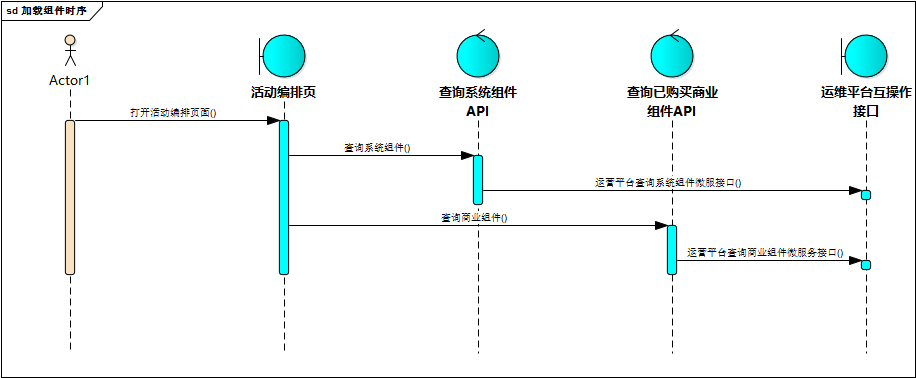 sd 加载组件时序
Actor1
活动编排页
查询系统组件
API
查询已购买商业
组件API
运维平台互操作
接口
打开活动编排页面()
查询系统组件()
运营平台查询系统组件微服接口()
查询商业组件()
运营平台查询商业组件微服务接口()